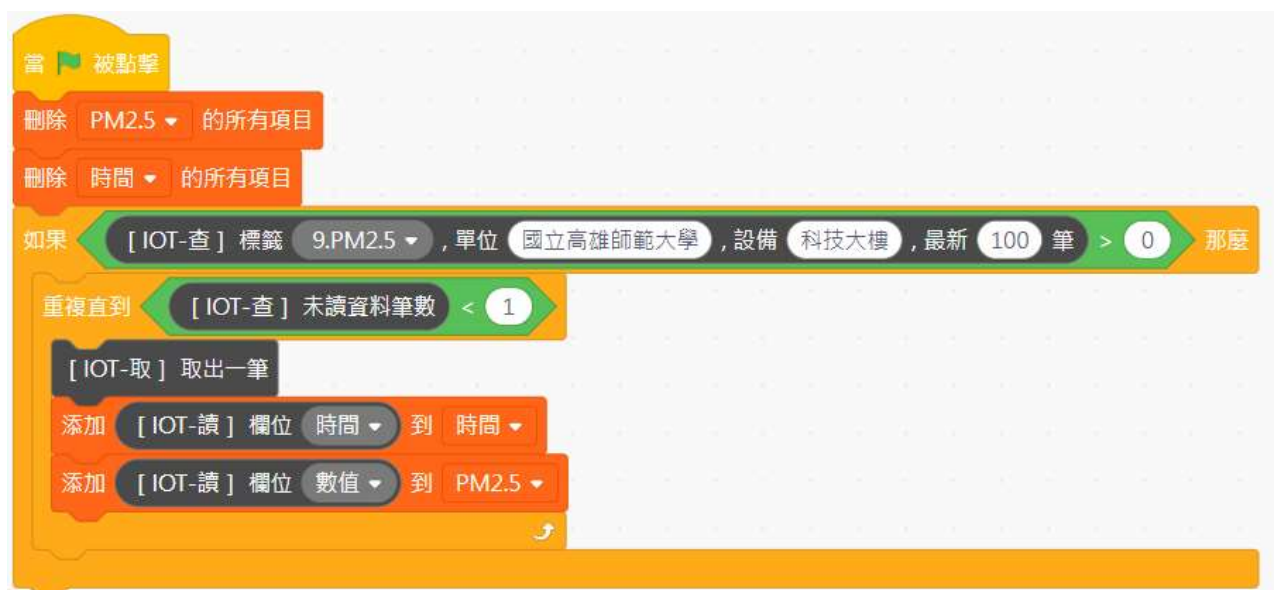 當 被點擊
刪除 PM2.5 的所有項目
刪除 時間 的所有項目
如果 [ IOT-查 ] 標籤 9.PM2.5 , 單位 國立高雄師範大學 , 設備 科技大樓 , 最新 100 筆 > 0 那麼
重複直到 [ IOT-查 ] 未讀資料筆數 < 1
[ IOT-取 ] 取出一筆
添加 [ IOT-讀 ] 欄位 時間 到 時間
添加 [ IOT-讀 ] 欄位 數值 到 PM2.5